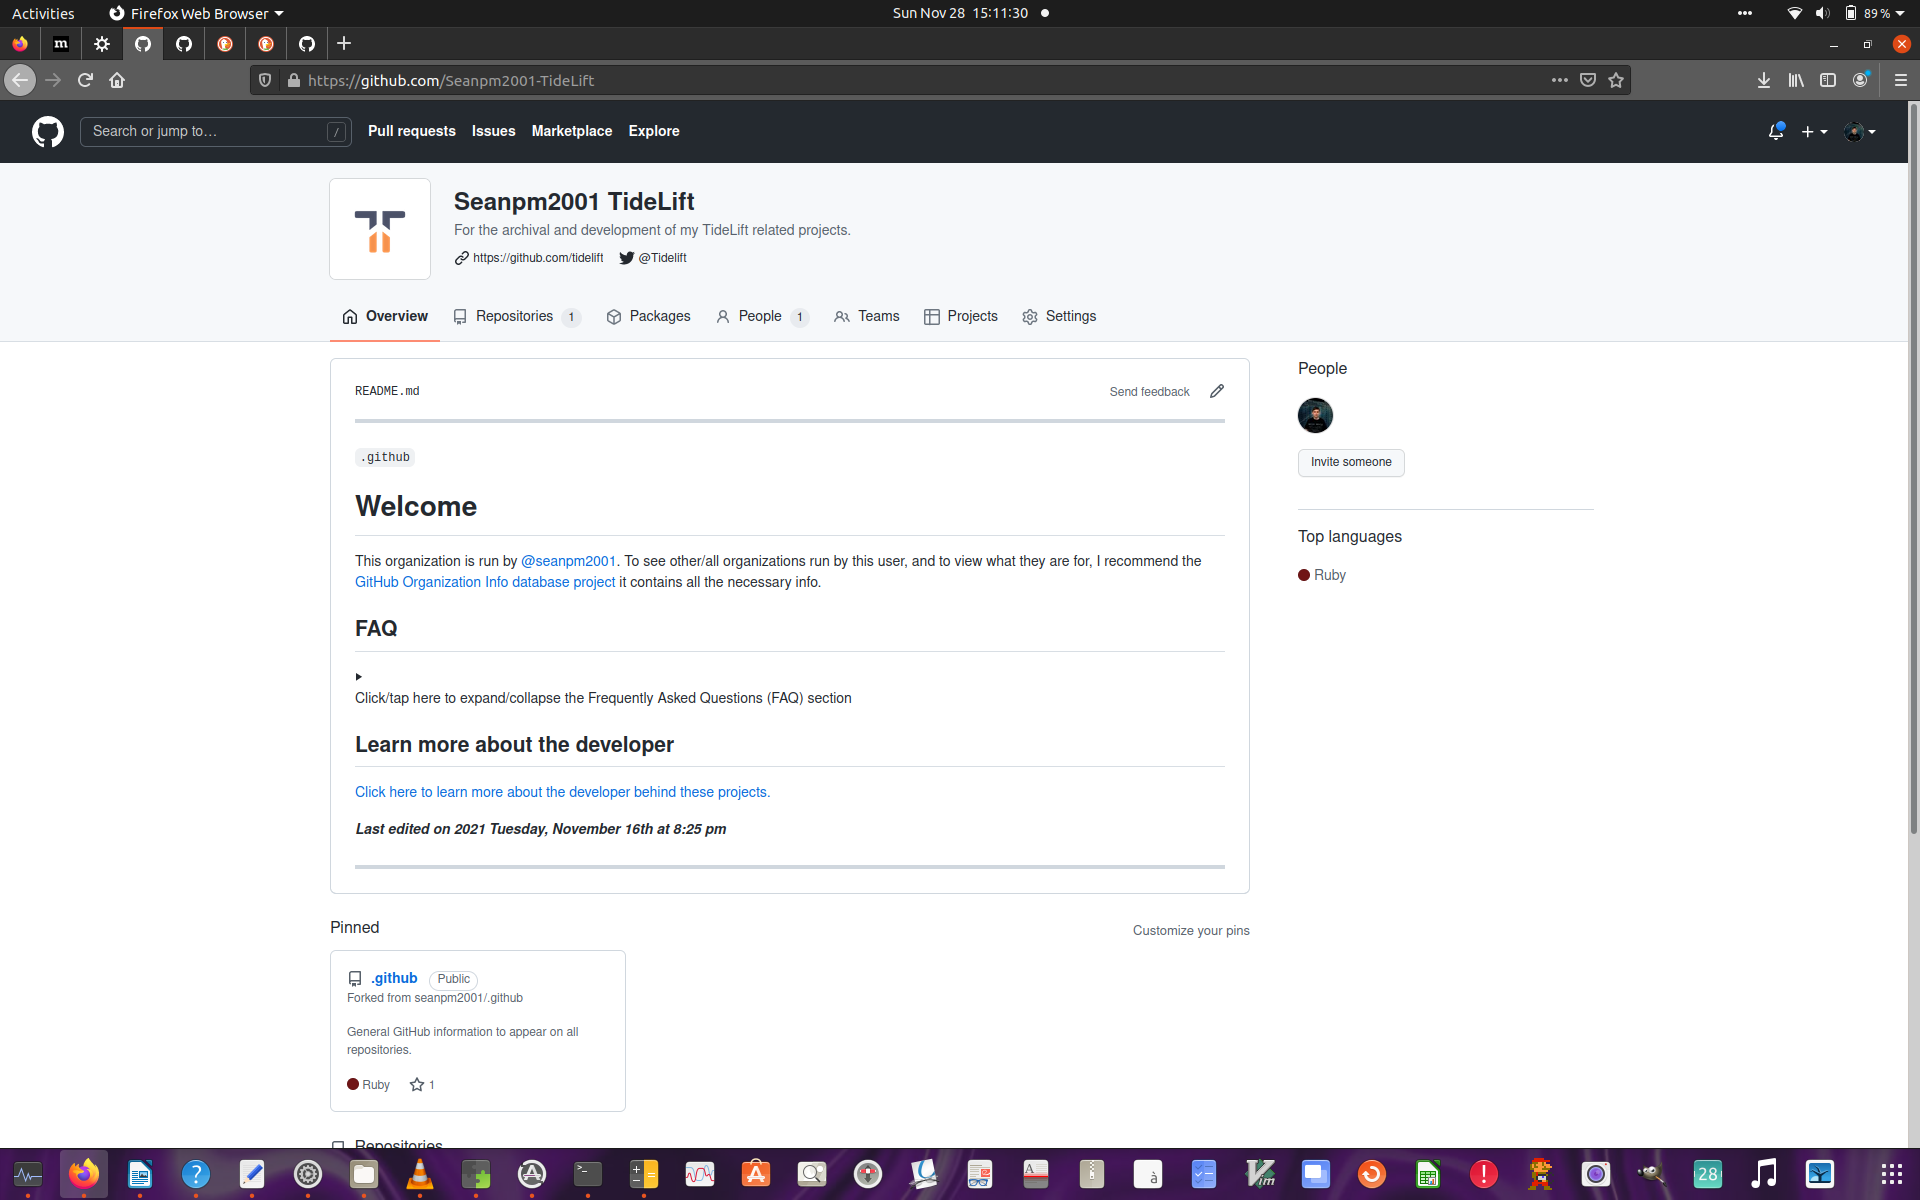 Activities
Firefox Web Browser
Sun Nov 28 15:11:30
89 %
m
https://github.com/Seanpm2001-TideLift
Search or jump to…
/
Pull requests
Issues
Marketplace
Explore
Seanpm2001 TideLift
For the archival and development of my TideLift related projects.
https://github.com/tidelift
@Tidelift
Overview
Repositories 1
Packages
People 1
Teams
Projects
Settings
README.md
Send feedback
.github
Welcome
This organization is run by @seanpm2001. To see other/all organizations run by this user, and to view what they are for, I recommend the
GitHub Organization Info database project it contains all the necessary info.
FAQ
Click/tap here to expand/collapse the Frequently Asked Questions (FAQ) section
Learn more about the developer
Click here to learn more about the developer behind these projects.
Last edited on 2021 Tuesday, November 16th at 8:25 pm
People
Invite someone
Top languages
Ruby
Pinned
Customize your pins
.github
Public
Forked from seanpm2001/.github
General GitHub information to appear on all
repositories.
Ruby
1
Repositories
?
>_
A
à
Vim
!
28